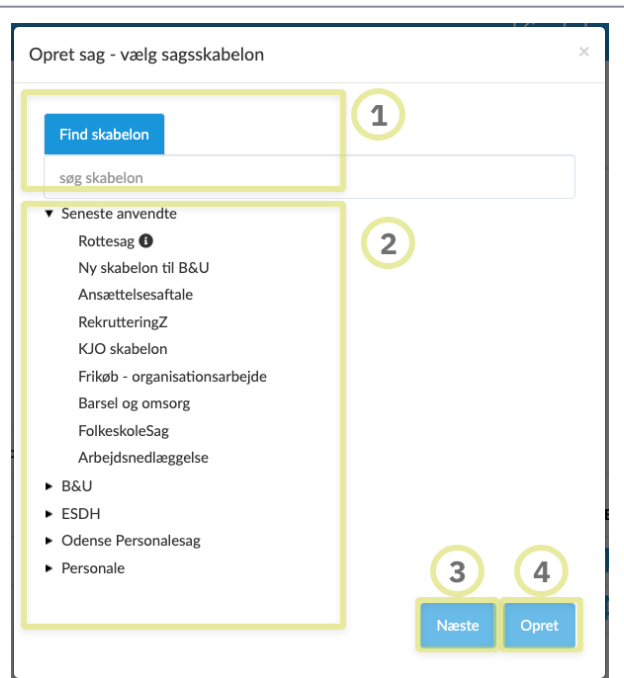 Opret sag - vælg sagsskabelon ×
1
Find skabelon
søg skabelon
2
▼ Seneste anvendte
Rottesag
Ny skabelon til B&U
Ansættelsesaftale
RekrutteringZ
KJO skabelon
Frikøb - organisationsarbejde
Barsel og omsorg
FolkeskoleSag
Arbejdsnedlæggelse
► B&U
► ESDH
► Odense Personalesag
► Personale
3 4
Næste Opret